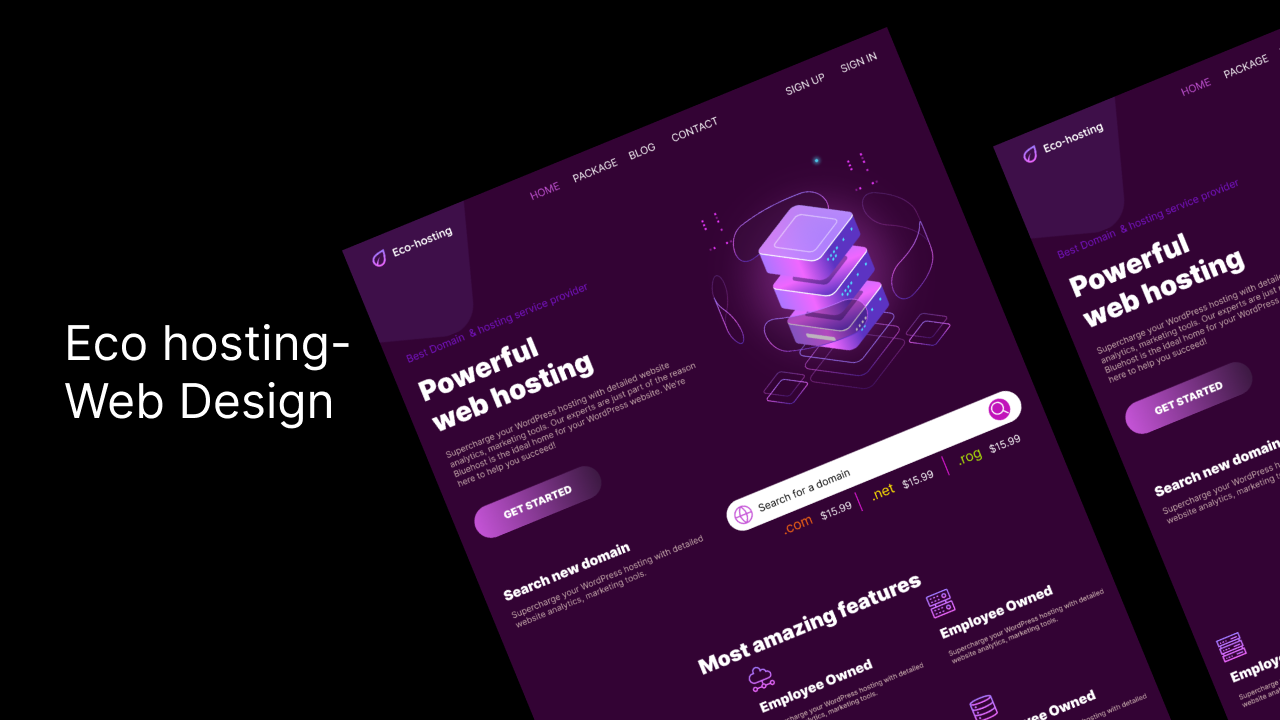 Eco hosting-
Web Design
Eco-hosting
HOME
PACKAGE
BLOG
CONTACT
SIGN UP
SIGN IN
Best Domain & hosting service provider
Powerful
web hosting
Supercharge your WordPress hosting with detailed website
analytics, marketing tools. Our experts are just part of the reason
Bluehost is the ideal home for your WordPress website. We're
here to help you succeed!
GET STARTED
Search for a domain
.com
$15.99
.net
$15.99
.rog
$15.99
Search new domain
Supercharge your WordPress hosting with detailed
website analytics, marketing tools.
Most amazing features
Employee Owned
Supercharge your WordPress hosting with detailed
website analytics, marketing tools.
Employee Owned
Supercharge your WordPress hosting with detailed
website analytics, marketing tools.
Owned
hosting with detailed
Eco-hosting
HOME
PACKAGE
Best Domain & hosting service provider
Powerful
web hosting
Supercharge your WordPress hosting with
analytics, marketing tools. Our experts are just
Bluehost is the ideal home for your WordPress
here to help you succeed!
GET STARTED
Search new domain
Supercharge your WordPress
website analytics, marketing